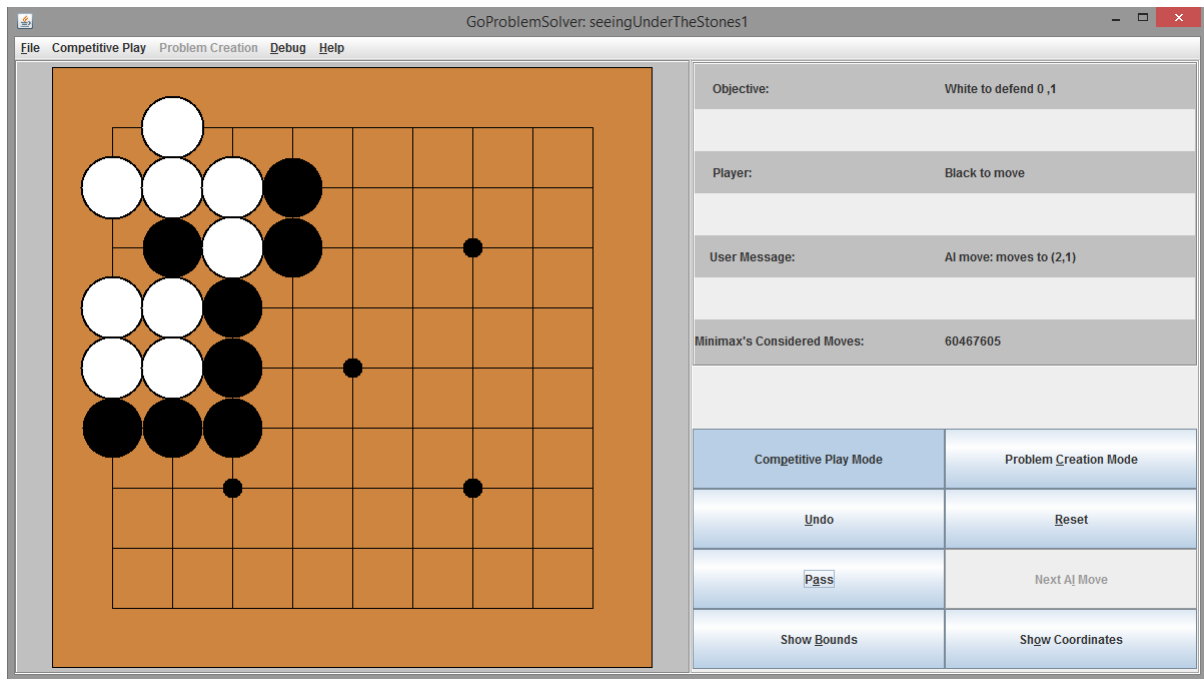 GoProblemSolver: seeingUnderTheStones1
File Competitive Play Problem Creation Debug Help
Objective: White to defend 0 ,1
Player: Black to move
User Message: AI move: moves to (2,1)
Minimax's Considered Moves: 60467605
Competitive Play Mode Problem Creation Mode
Undo Reset
Pass Next AI Move
Show Bounds Show Coordinates